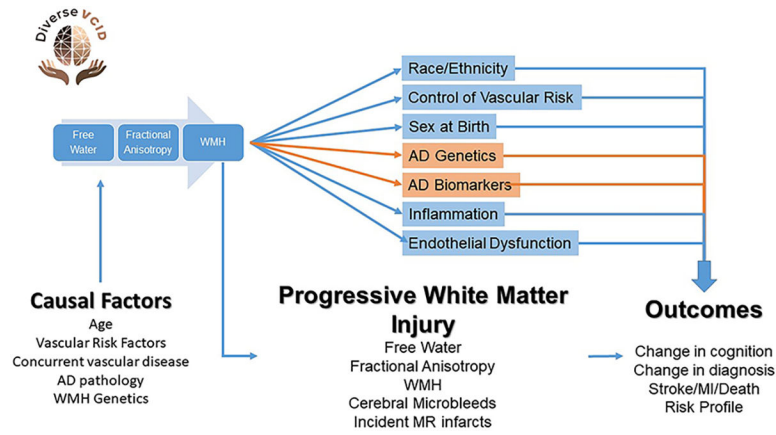 Diverse VCID
Free
Water
Fractional
Anisotropy
WMH
Race/Ethnicity
Control of Vascular Risk
Sex at Birth
AD Genetics
AD Biomarkers
Inflammation
Endothelial Dysfunction
Causal Factors
Age
Vascular Risk Factors
Concurrent vascular disease
AD pathology
WMH Genetics
Progressive White Matter
Injury
Free Water
Fractional Anisotropy
WMH
Cerebral Microbleeds
Incident MR infarcts
Outcomes
Change in cognition
Change in diagnosis
Stroke/MI/Death
Risk Profile